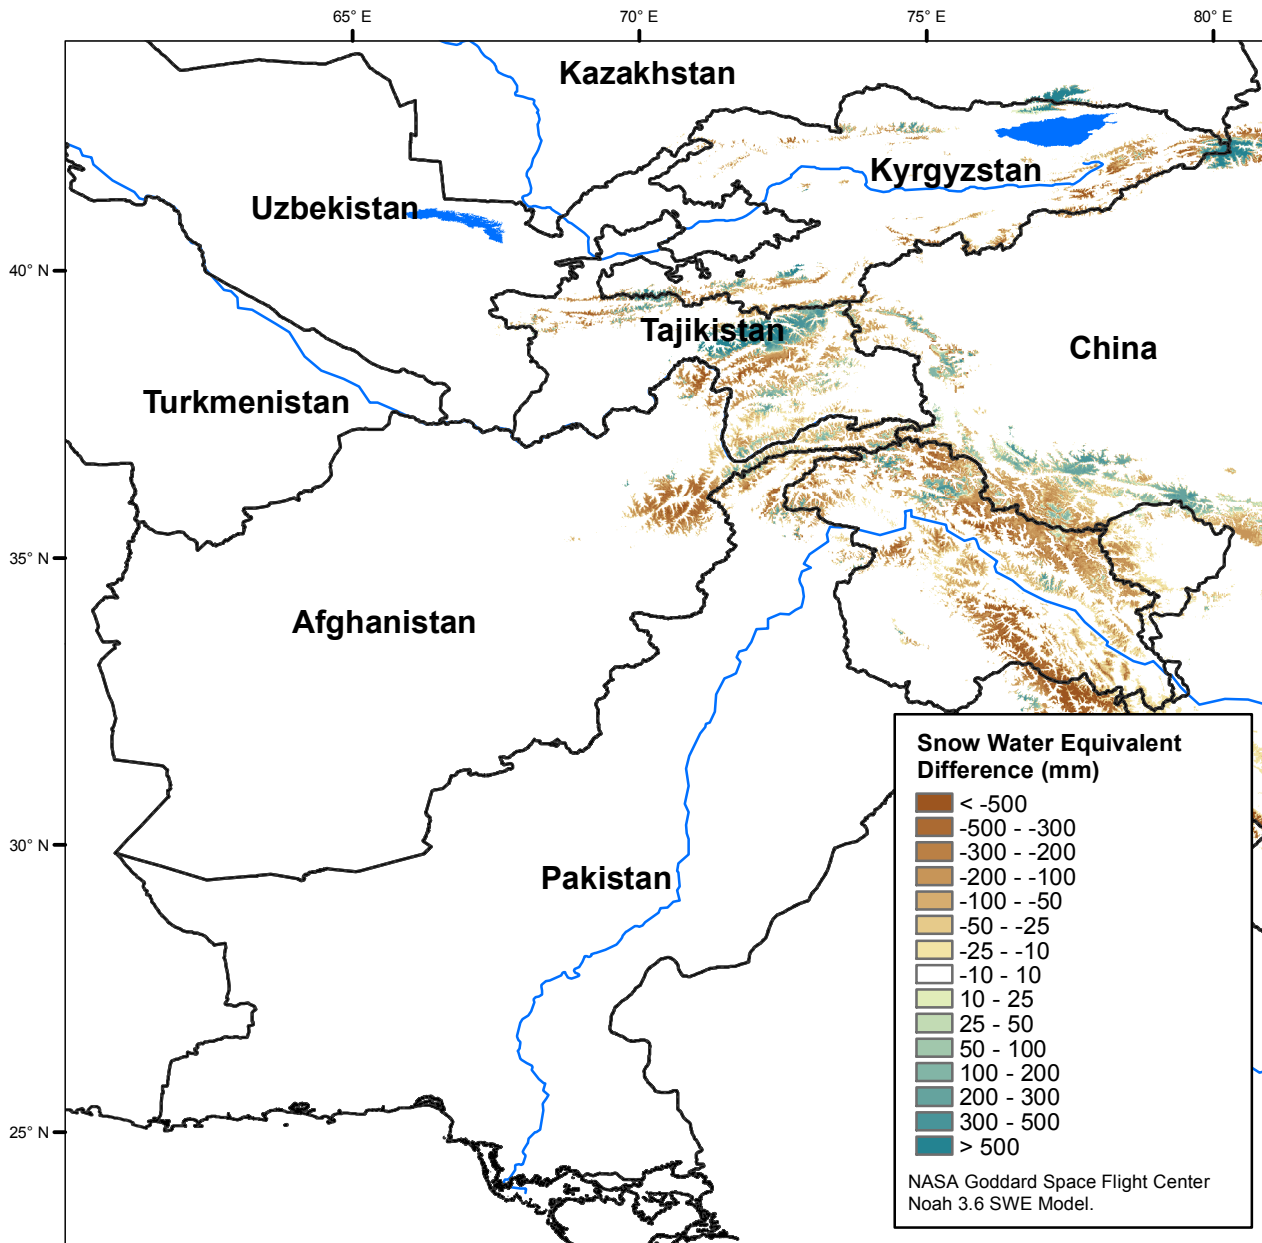 65° E
70° E
75° E
80° E
Kazakhstan
Kyrgyzstan
Uzbekistan
40° N
Tajikistan
China
Turkmenistan
35° N
Afghanistan
30° N
Pakistan
25° N
Snow Water Equivalent
Difference (mm)
< -500
-500 - -300
-300 - -200
-200 - -100
-100 - -50
-50 - -25
-25 - -10
-10 - 10
10 - 25
25 - 50
50 - 100
100 - 200
200 - 300
300 - 500
> 500
NASA Goddard Space Flight Center
Noah 3.6 SWE Model.